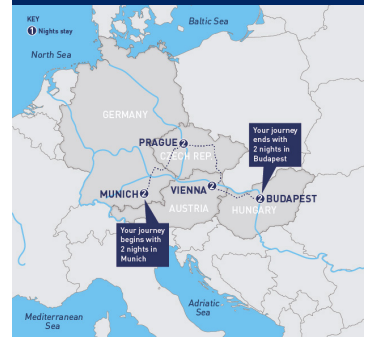 KEY
1 Nights stay
Baltic Sea
North Sea
GERMANY
PRAGUE 2
CZECH REP.
Your journey
ends with
2 nights in
Budapest
MUNICH 2
VIENNA 2
2 BUDAPEST
AUSTRIA
HUNGARY
Your journey
begins with
2 nights in
Munich
Adriatic
Sea
Mediterranean
Sea